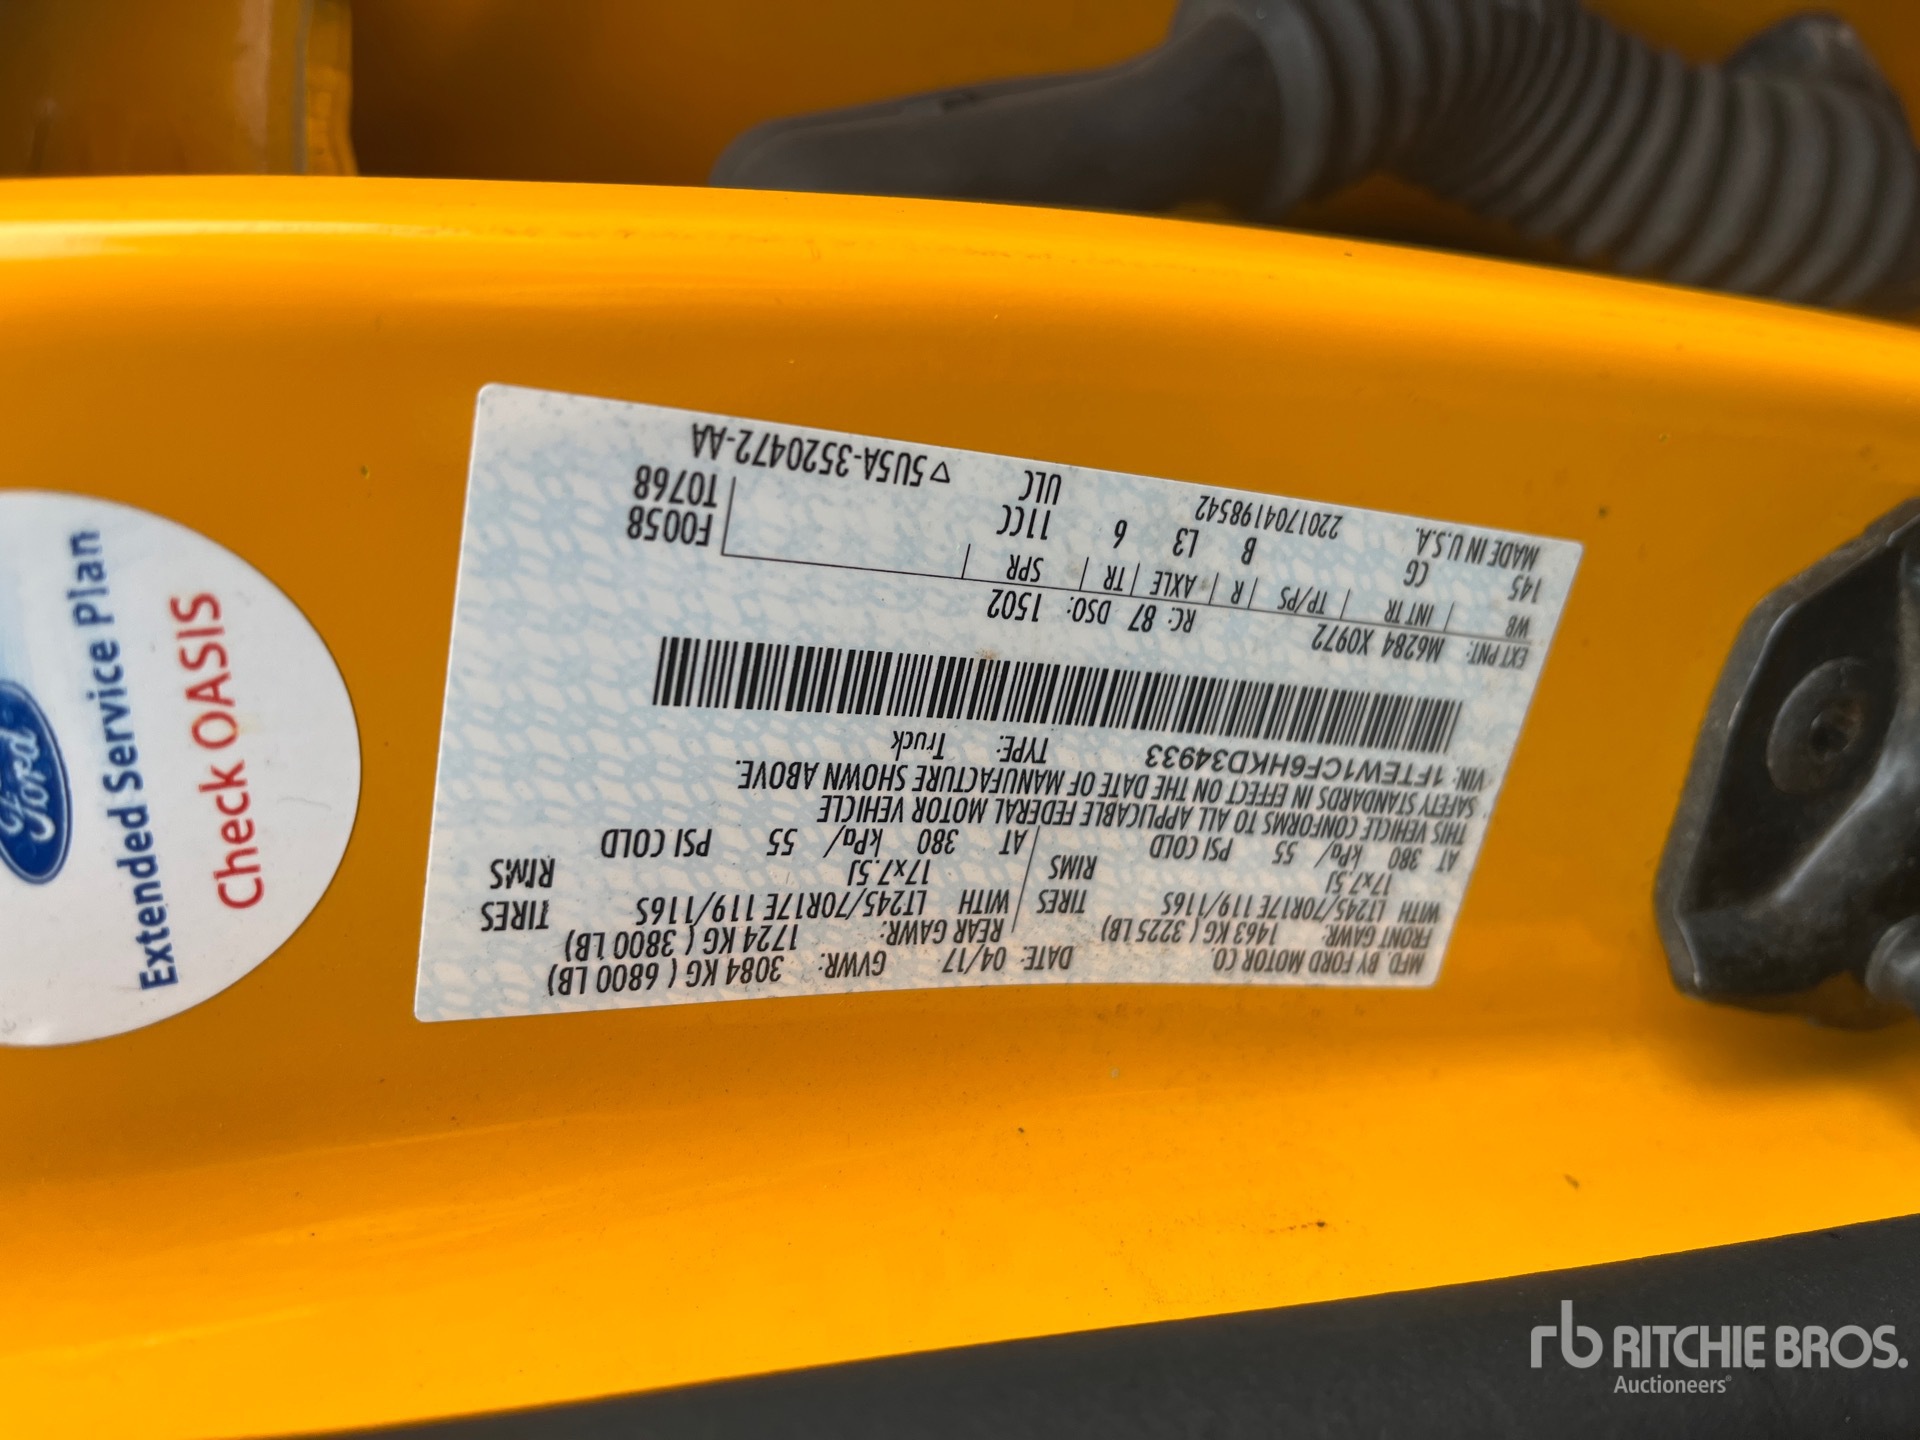 MFD. BY FORD MOTOR CO.
DATE: 04/17 GVWR: 3084 KG ( 6800 LB)
FRONT GAWR: 1463 KG ( 3225 LB) REAR GAWR: 1724 KG ( 3800 LB)
WITH LT245/70R17E 119/116S TIRES WITH LT245/70R17E 119/116S TIRES
17x7.5J RIMS 17x7.5J RIMS
AT 380 kPa/ 55 PSI COLD AT 380 kPa/ 55 PSI COLD
THIS VEHICLE CONFORMS TO ALL APPLICABLE FEDERAL MOTOR VEHICLE
SAFETY STANDARDS IN EFFECT ON THE DATE OF MANUFACTURE SHOWN ABOVE.
VIN: 1FTEW1CF6HKD34933 TYPE: Truck
EXT PNT: M6284 X0972 RC: 87 DSO: 1502
WB | INT TR | TP/PS | R | AXLE | TR | SPR
145 CG B L3 6 11CC
F0058
T0768
MADE IN U.S.A. 2201704198542 ULC
▽5U5A-3520472-AA
Ford
Extended Service Plan
Check OASIS
rb RITCHIE BROS.
Auctioneers®